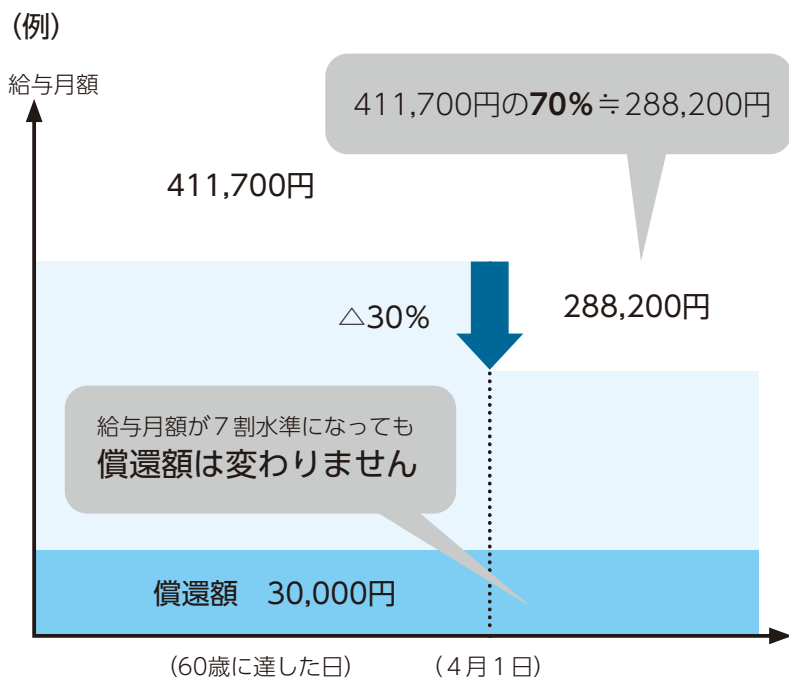 (例)
給与月額
411,700円の70%≒288,200円
411,700円
△30%
288,200円
給与月額が７割水準になっても
償還額は変わりません
償還額　30,000円
(60歳に達した日)
(４月１日)